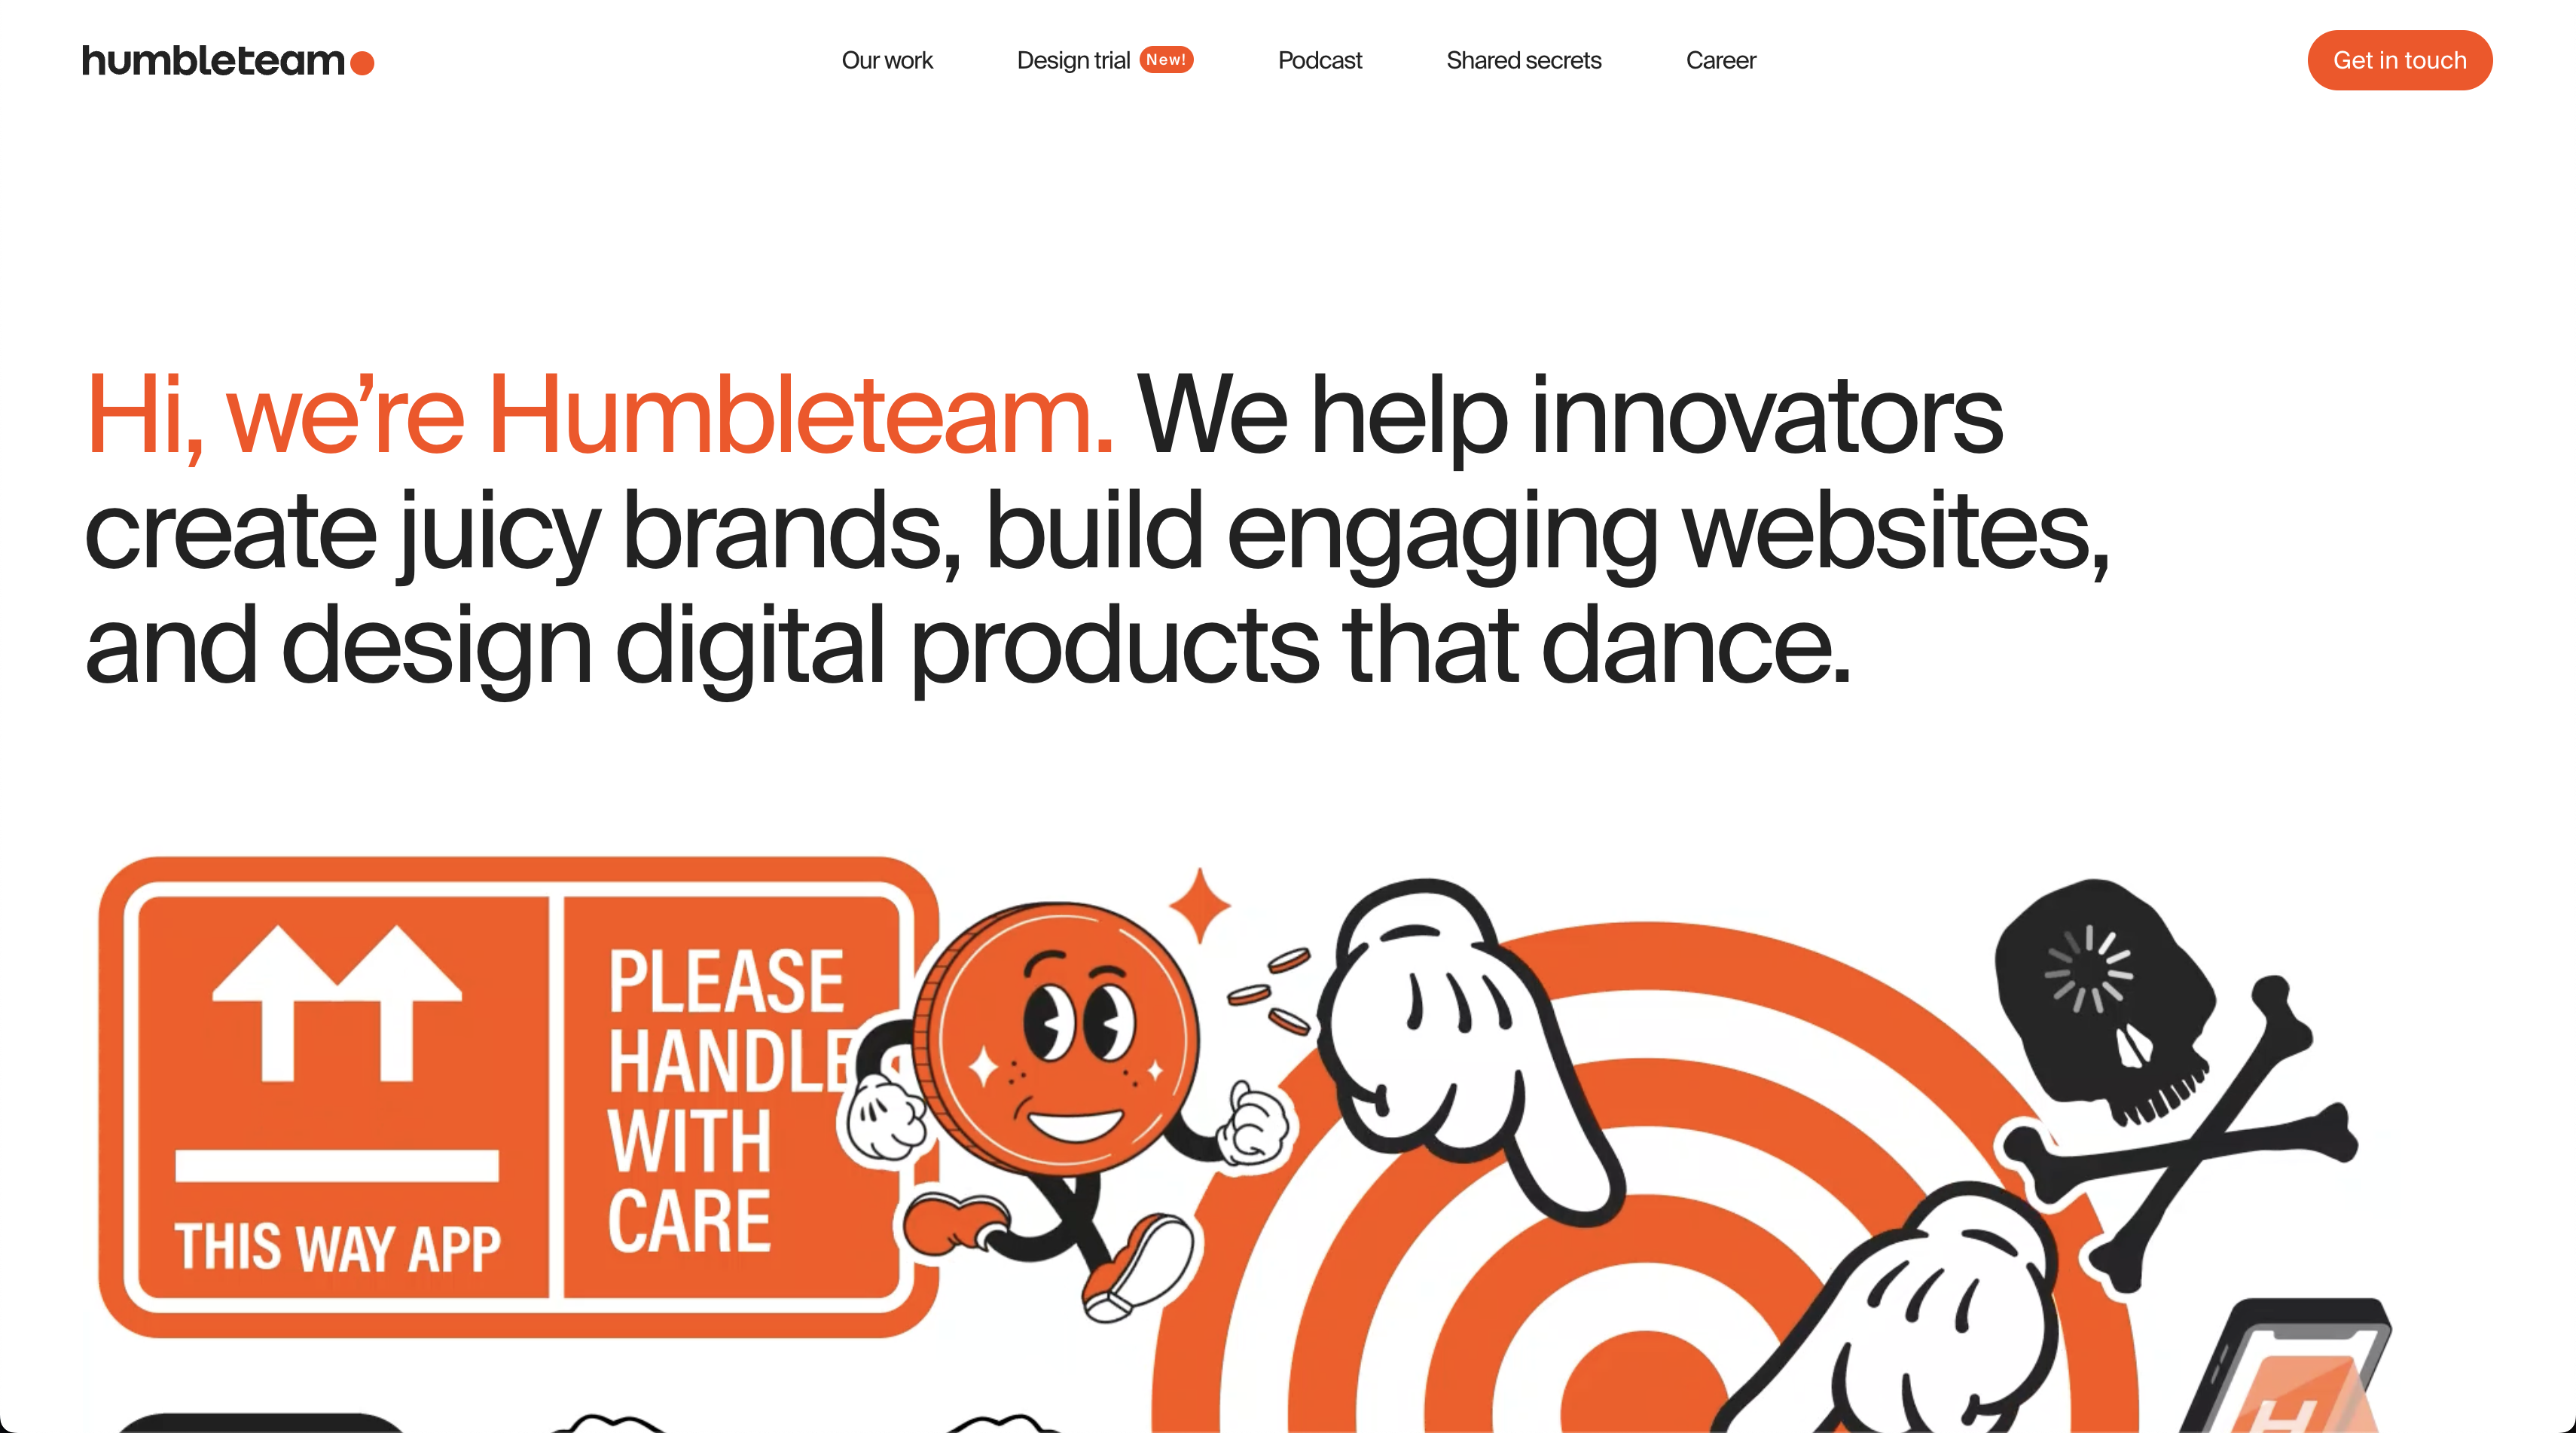 humbleteam
Our work
Design trial New!
Podcast
Shared secrets
Career
Get in touch
Hi, we’re Humbleteam. We help innovators
create juicy brands, build engaging websites,
and design digital products that dance.
THIS WAY APP
PLEASE
HANDLE
WITH
CARE
H